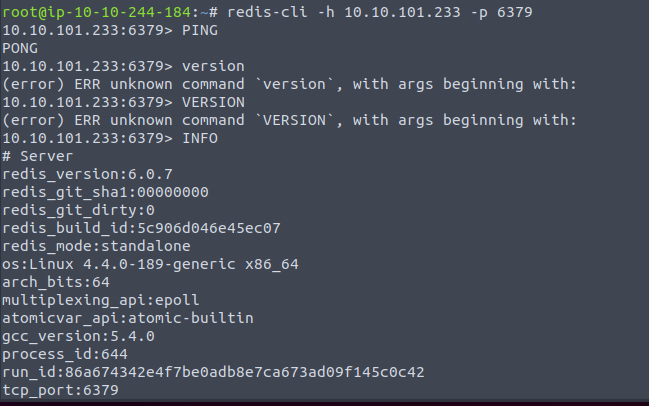 root@ip-10-10-244-184:~# redis-cli -h 10.10.101.233 -p 6379
10.10.101.233:6379> PING
PONG
10.10.101.233:6379> version
(error) ERR unknown command `version`, with args beginning with:
10.10.101.233:6379> VERSION
(error) ERR unknown command `VERSION`, with args beginning with:
10.10.101.233:6379> INFO
# Server
redis_version:6.0.7
redis_git_sha1:00000000
redis_git_dirty:0
redis_build_id:5c906d046e45ec07
redis_mode:standalone
os:Linux 4.4.0-189-generic x86_64
arch_bits:64
multiplexing_api:epoll
atomicvar_api:atomic-builtin
gcc_version:5.4.0
process_id:644
run_id:86a674342e4f7be0adb8e7ca673ad09f145c0c42
tcp_port:6379